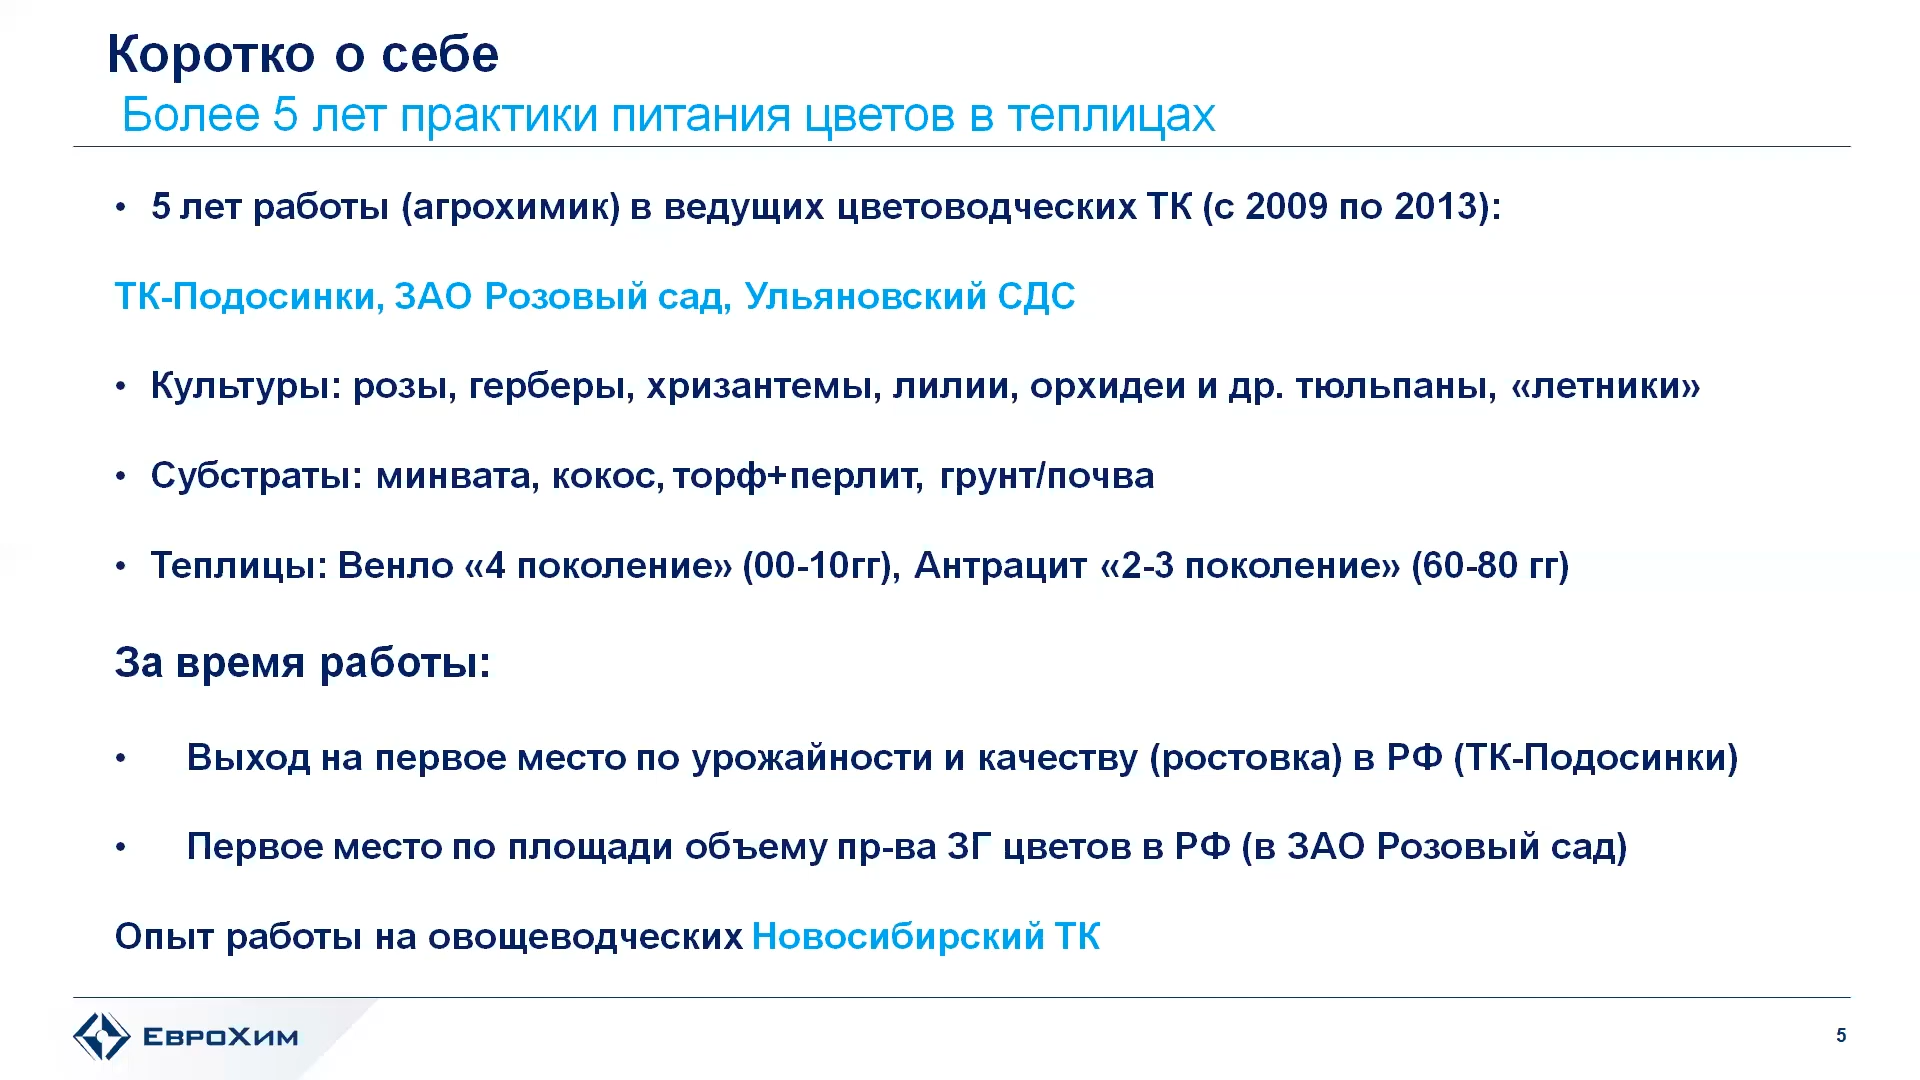 Коротко о себе
Более 5 лет практики питания цветов в теплицах
• 5 лет работы (агрохимик) в ведущих цветоводческих ТК (с 2009 по 2013):
ТК-Подосинки, ЗАО Розовый сад, Ульяновский СДС
• Культуры: розы, герберы, хризантемы, лилии, орхидеи и др. тюльпаны, «летники»
• Субстраты: минвата, кокос, торф+перлит, грунт/почва
• Теплицы: Венло «4 поколение» (00-10гг), Антрацит «2-3 поколение» (60-80 гг)
За время работы:
• Выход на первое место по урожайности и качеству (ростовка) в РФ (ТК-Подосинки)
• Первое место по площади объему пр-ва ЗГ цветов в РФ (в ЗАО Розовый сад)
Опыт работы на овощеводческих Новосибирский ТК
ЕвроХим
5